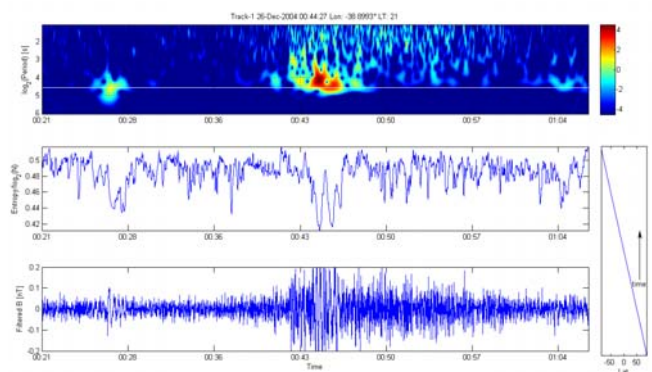 Track-1 26-Dec-2004 00:44:27 Lon: -38.8993° LT: 21
log2(Period) [s]
2
3
4
5
6
00:21 00:28 00:36 00:43 00:50 00:57 01:04
4
2
0
-2
-4
Entropy/log2(N)
0.5
0.48
0.46
0.44
0.42
00:21 00:28 00:36 00:43 00:50 00:57 01:04
Filtered B [nT]
0.2
0.1
0
-0.1
-0.2
00:21 00:28 00:36 00:43 00:50 00:57 01:04
Time
time
-50 0 50